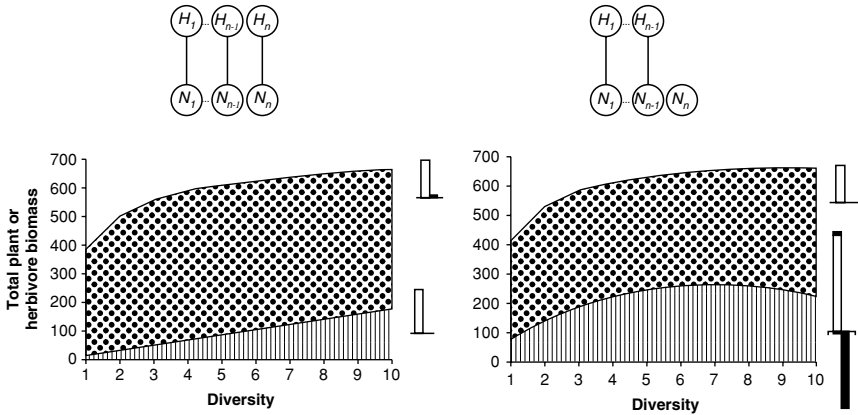 H1...Hn-1 Hn
N1...Nn-1 Nn
H1...Hn-1
N1...Nn-1 Nn
Total plant or
herbivore biomass
700
600
500
400
300
200
100
0
1 2 3 4 5 6 7 8 9 10
Diversity
700
600
500
400
300
200
100
0
1 2 3 4 5 6 7 8 9 10
Diversity